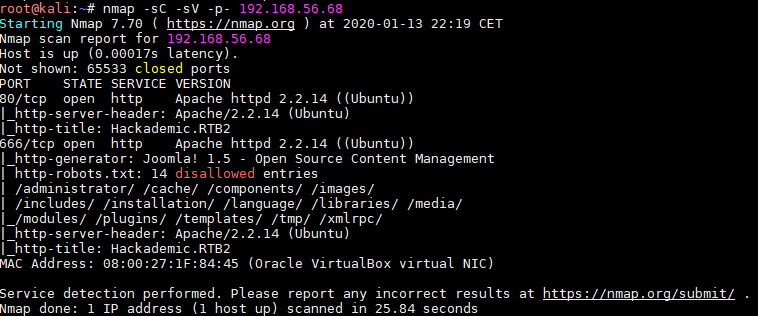 root@kali:~# nmap -sC -sV -p- 192.168.56.68
Starting Nmap 7.70 ( https://nmap.org ) at 2020-01-13 22:19 CET
Nmap scan report for 192.168.56.68
Host is up (0.00017s latency).
Not shown: 65533 closed ports
PORT    STATE SERVICE VERSION
80/tcp  open  http    Apache httpd 2.2.14 ((Ubuntu))
|_http-server-header: Apache/2.2.14 (Ubuntu)
|_http-title: Hackademic.RTB2
666/tcp open  http    Apache httpd 2.2.14 ((Ubuntu))
|_http-generator: Joomla! 1.5 - Open Source Content Management
| http-robots.txt: 14 disallowed entries
| /administrator/ /cache/ /components/ /images/
| /includes/ /installation/ /language/ /libraries/ /media/
|_/modules/ /plugins/ /templates/ /tmp/ /xmlrpc/
|_http-server-header: Apache/2.2.14 (Ubuntu)
|_http-title: Hackademic.RTB2
MAC Address: 08:00:27:1F:84:45 (Oracle VirtualBox virtual NIC)
Service detection performed. Please report any incorrect results at https://nmap.org/submit/ .
Nmap done: 1 IP address (1 host up) scanned in 25.84 seconds